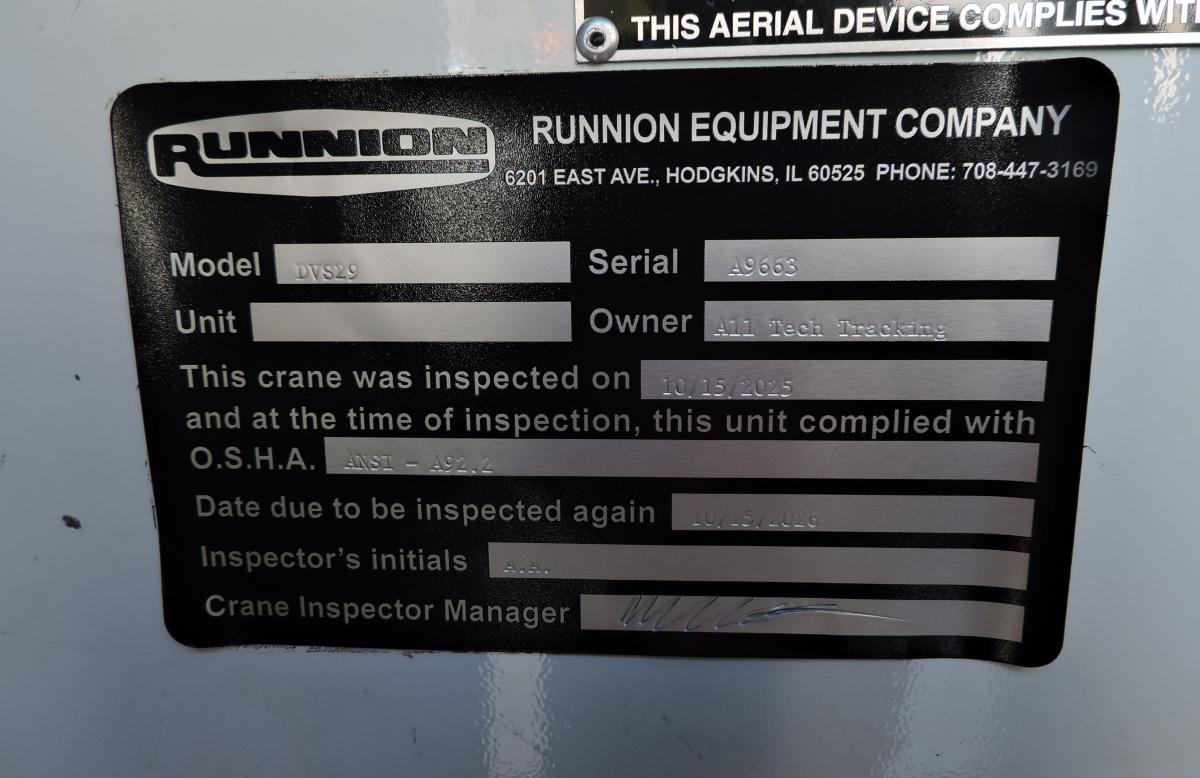 THIS AERIAL DEVICE COMPLIES WITH
RUNNION
RUNNION EQUIPMENT COMPANY
6201 EAST AVE., HODGKINS, IL 60525 PHONE: 708-447-3169
Model DVS29 Serial A9663
Unit Owner All Tech Tracking
This crane was inspected on 10/15/2025
and at the time of inspection, this unit complied with
O.S.H.A. ANSI - A92.2
Date due to be inspected again 10/15/2026
Inspector's initials A.A.
Crane Inspector Manager